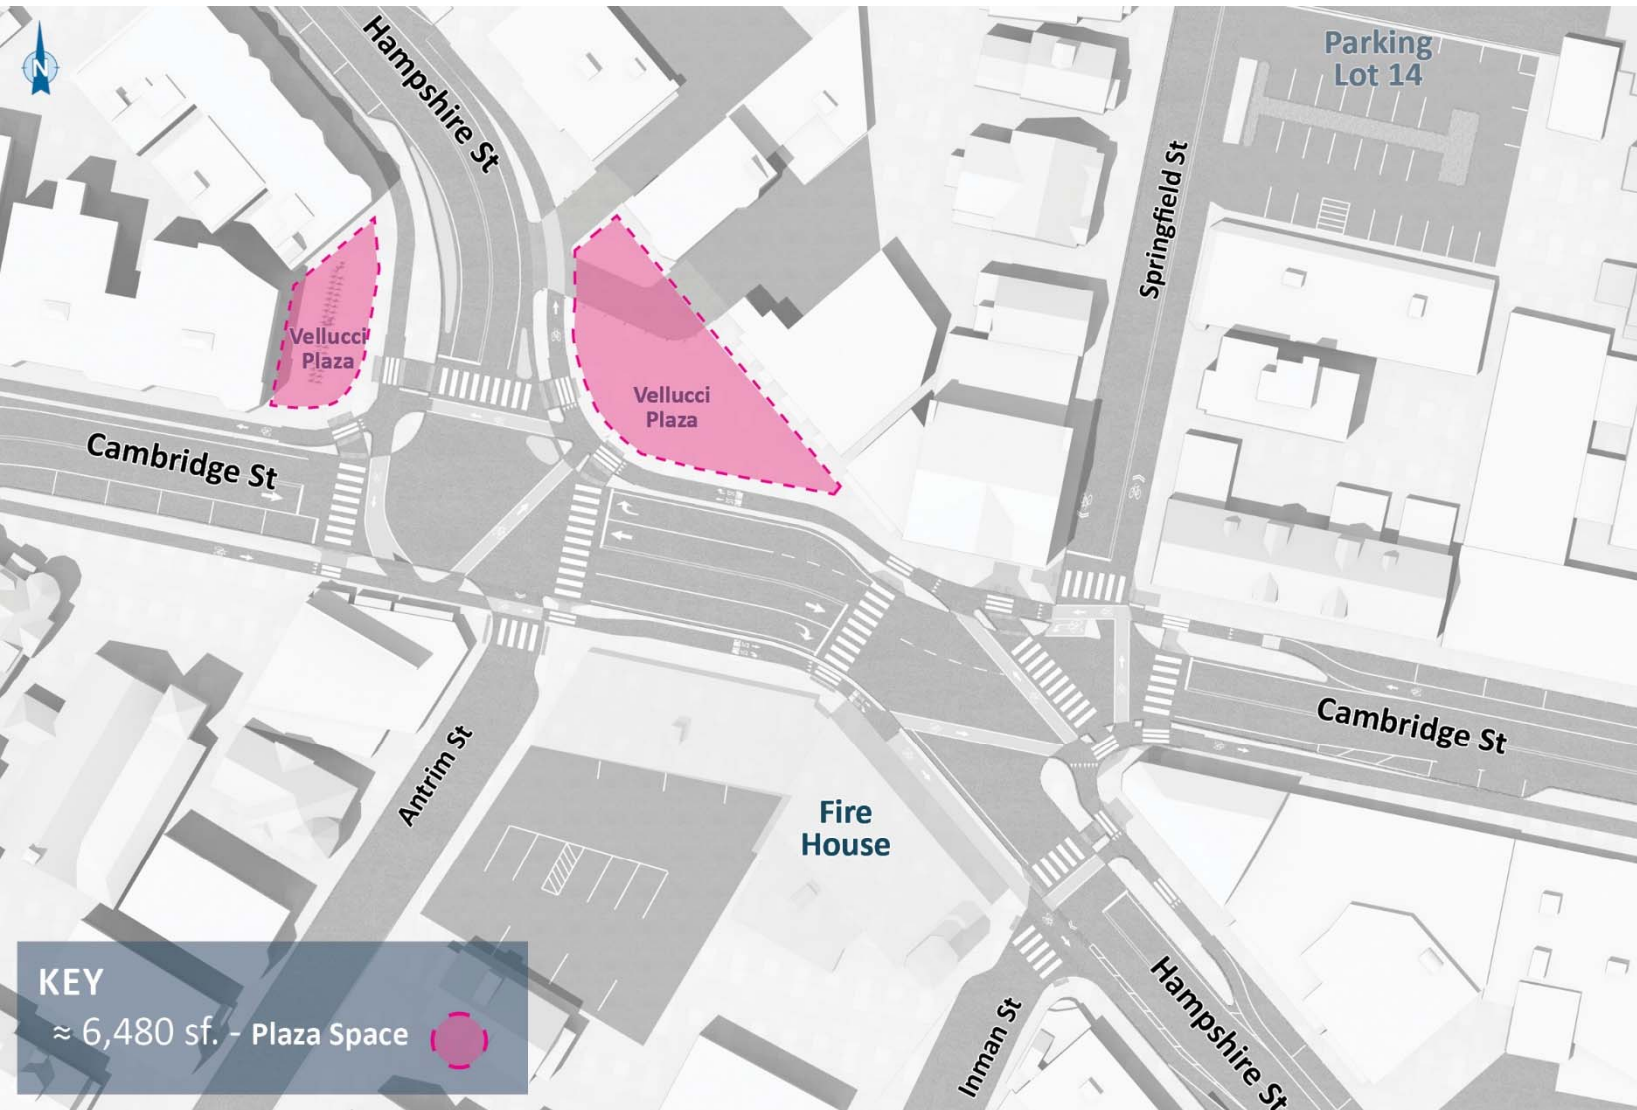 N
Hampshire St
Parking
Lot 14
Springfield St
Vellucci
Plaza
Vellucci
Plaza
Cambridge St
Cambridge St
Antrim St
Fire
House
Inman St
Hampshire St
KEY
≈ 6,480 sf. - Plaza Space